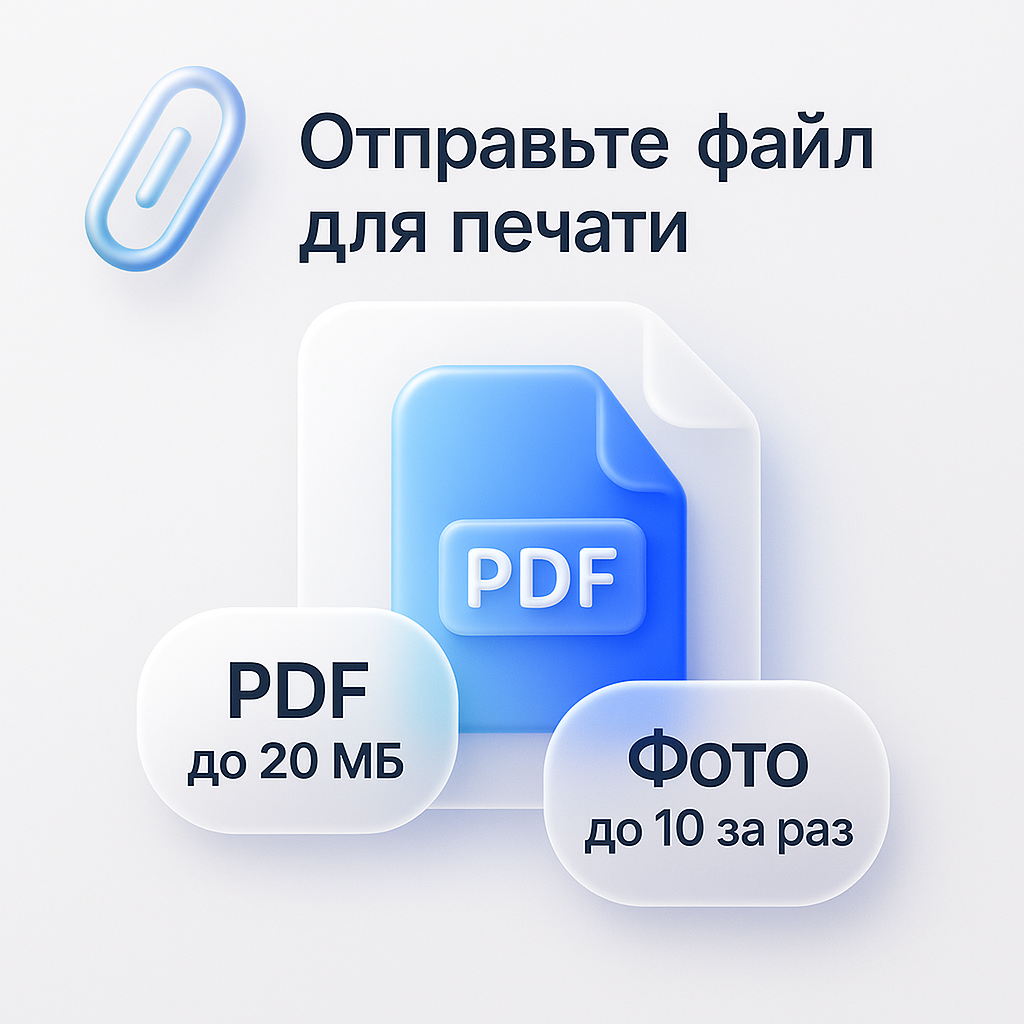 Отправьте файл
для печати
PDF
PDF
до 20 МБ
Фото
до 10 за раз